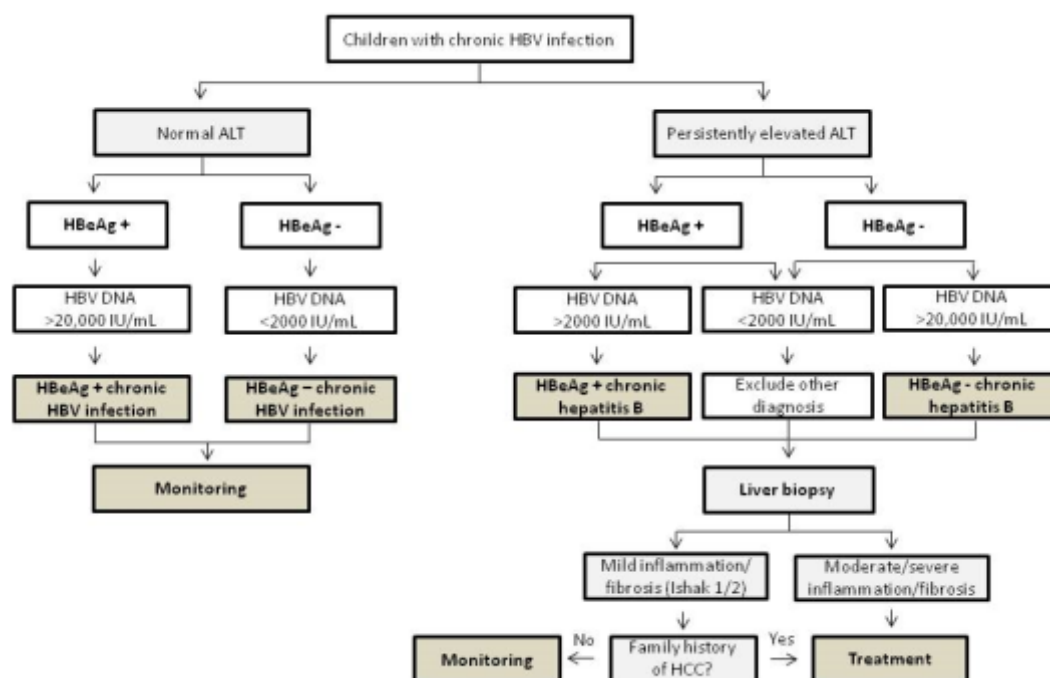 Children with chronic HBV infection
Normal ALT
Persistently elevated ALT
HBeAg +
HBeAg -
HBeAg +
HBeAg -
HBV DNA
>20,000 IU/mL
HBV DNA
<2000 IU/mL
HBV DNA
>2000 IU/mL
HBV DNA
<2000 IU/mL
HBV DNA
>20,000 IU/mL
HBeAg + chronic
HBV infection
HBeAg – chronic
HBV infection
HBeAg + chronic
hepatitis B
Exclude other
diagnosis
HBeAg - chronic
hepatitis B
Monitoring
Liver biopsy
Mild inflammation/
fibrosis (Ishak 1/2)
Moderate/severe
inflammation/fibrosis
Monitoring
No
Family history
of HCC?
Yes
Treatment